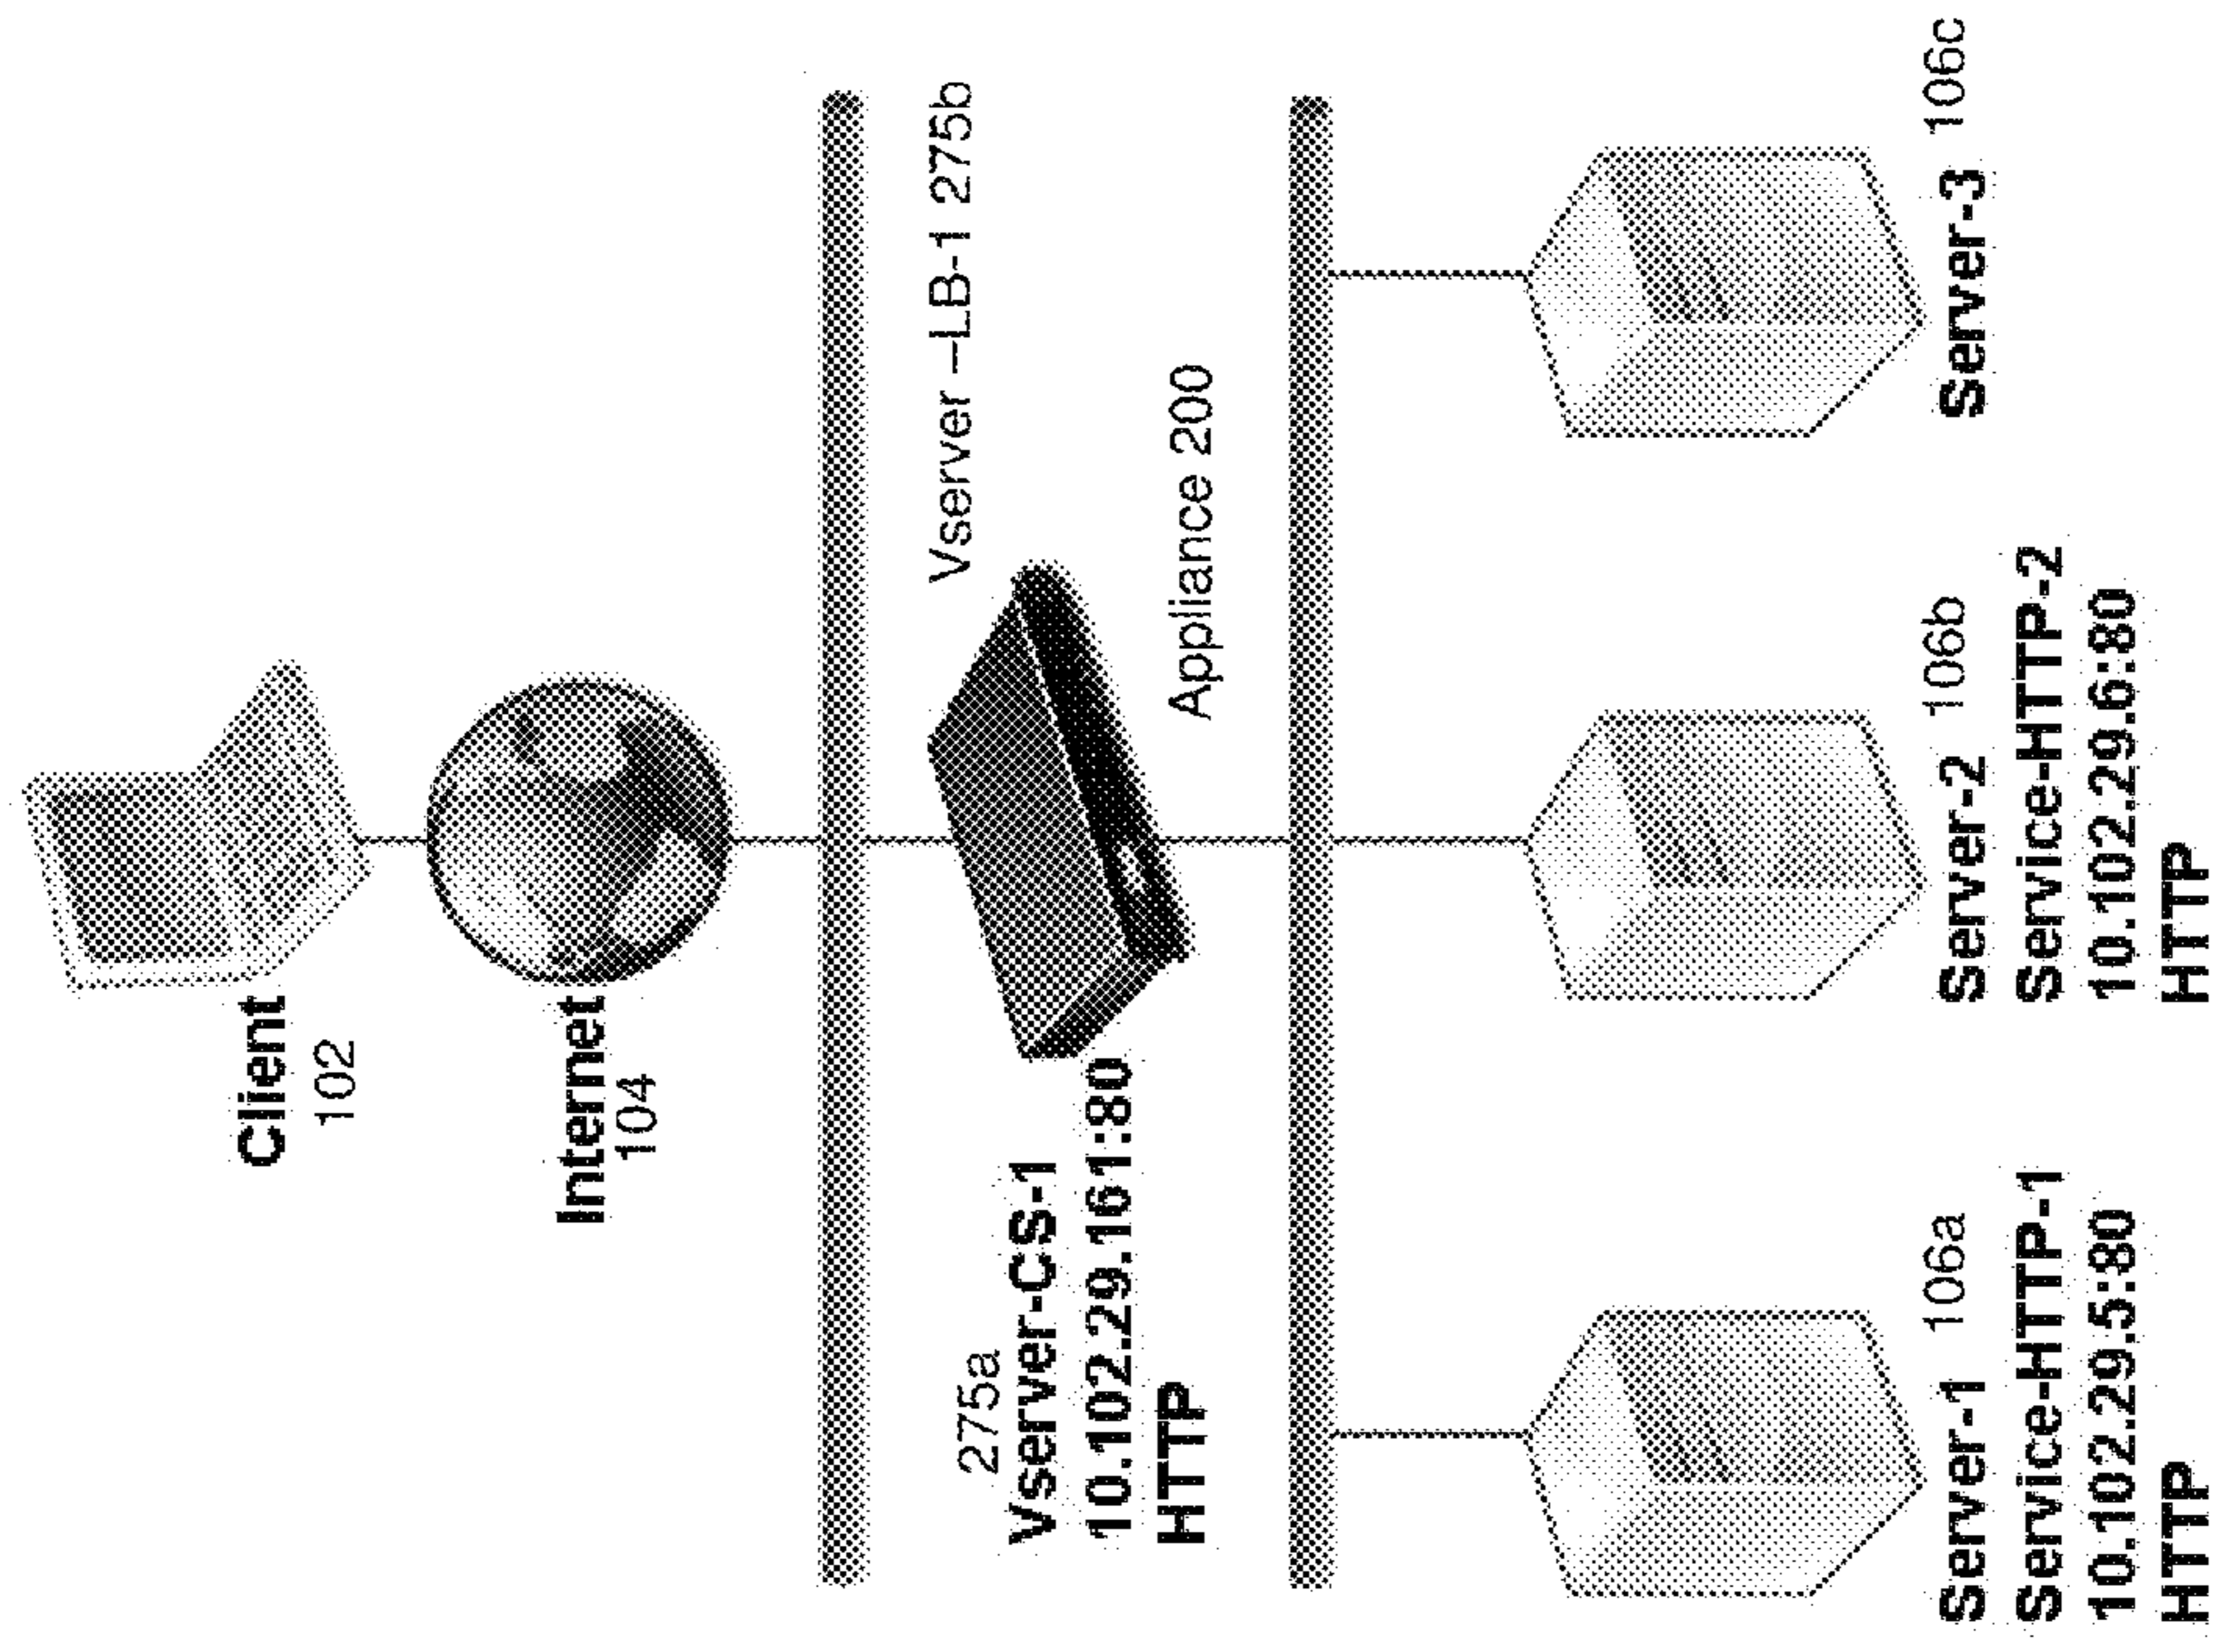 Client
102
Internet
104
275a
Vserver-CS-1
10.102.29.161:80
HTTP
Vserver –LB-1 275b
Appliance 200
Server-1 106a
Service-HTTP-1
10.102.29.5:80
HTTP
Server-2 106b
Service-HTTP-2
10.102.29.6:80
HTTP
Server-3 106c